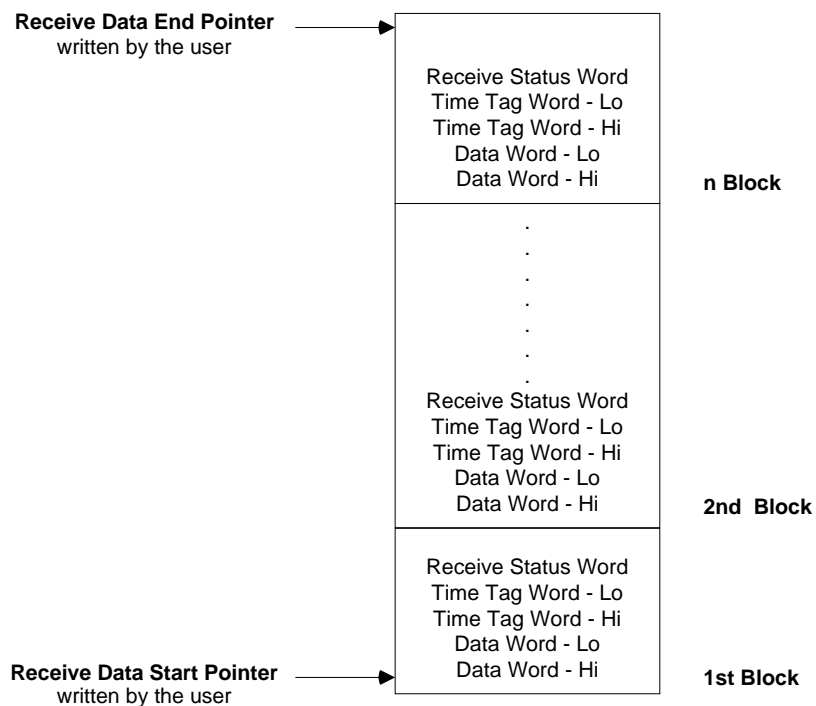 Receive Data End Pointer
written by the user
Receive Status Word
Time Tag Word - Lo
Time Tag Word - Hi
Data Word - Lo
Data Word - Hi
n Block
.
.
.
.
.
.
.
Receive Status Word
Time Tag Word - Lo
Time Tag Word - Hi
Data Word - Lo
Data Word - Hi
2nd Block
Receive Status Word
Time Tag Word - Lo
Time Tag Word - Hi
Data Word - Lo
Data Word - Hi
1st Block
Receive Data Start Pointer
written by the user